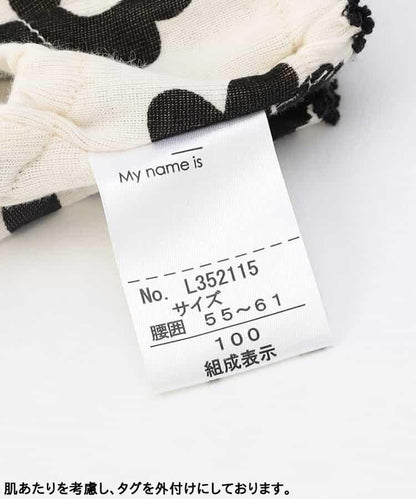 My name is
No. L352115
サイズ
腰囲 55〜61
100
組成表示
肌あたりを考慮し、タグを外付けにしております。